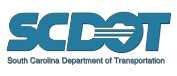 SCDOT
South Carolina Department of Transportation